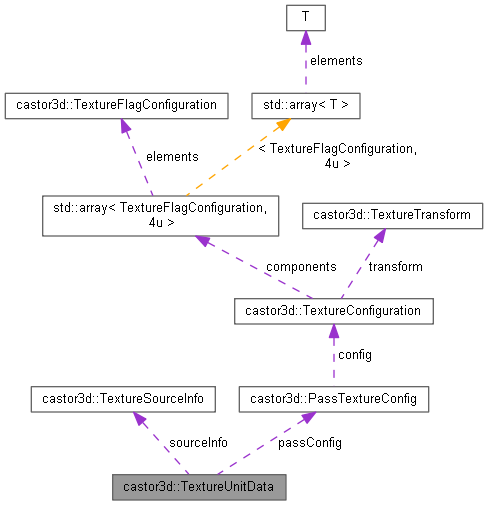 T
elements
castor3d::TextureFlagConfiguration
std::array< T >
elements
< TextureFlagConfiguration,
4u >
std::array< TextureFlagConfiguration,
4u >
castor3d::TextureTransform
components
transform
castor3d::TextureConfiguration
config
castor3d::TextureSourceInfo
castor3d::PassTextureConfig
sourceInfo
passConfig
castor3d::TextureUnitData